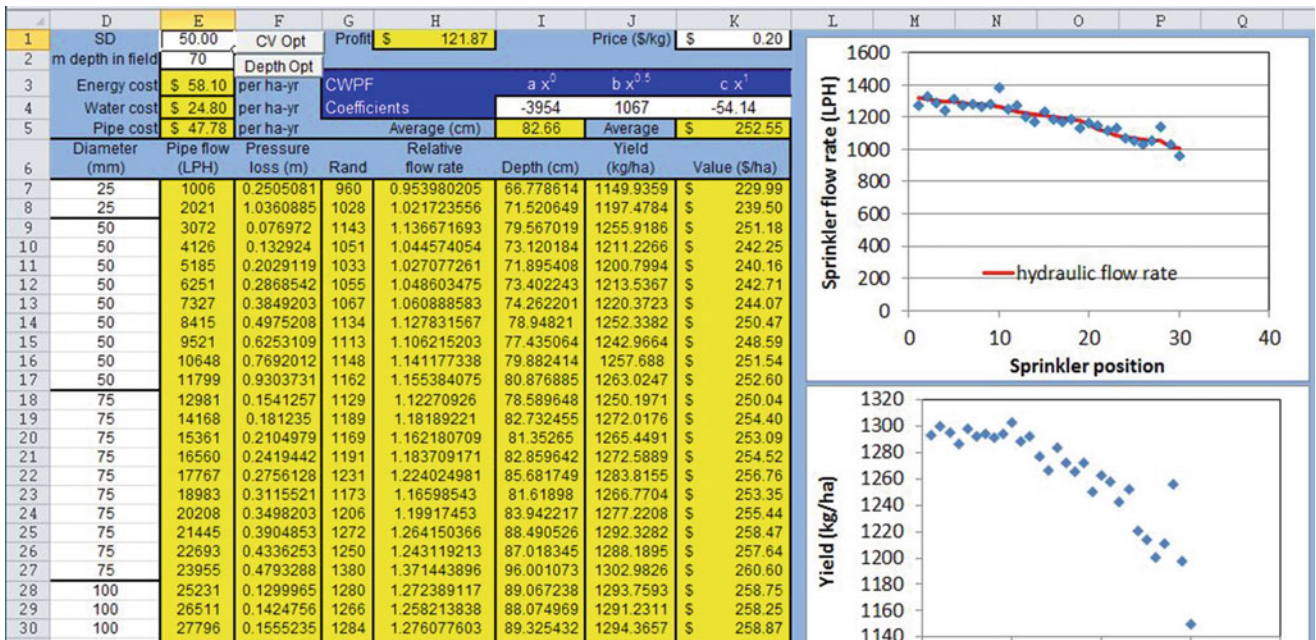 D E F G H I J K L M N O P Q
1 SD 50.00 CV Opt Profit $ 121.87 Price ($/kg) $ 0.20
2 m depth in field 70 Depth Opt
3 Energy cost $ 58.10 per ha-yr CWPF a x^0 b x^0.5 c x^1
4 Water cost $ 24.80 per ha-yr Coefficients -3954 1067 -54.14
5 Pipe cost $ 47.78 per ha-yr Average (cm) 82.66 Average $ 252.55
Diameter Pipe flow Pressure Relative Yield
6 (mm) (LPH) loss (m) Rand flow rate Depth (cm) (kg/ha) Value ($/ha)
7 25 1006 0.2505081 960 0.953980205 66.778614 1149.9359 $ 229.99
8 25 2021 1.0360885 1028 1.021723556 71.520649 1197.4784 $ 239.50
9 50 3072 0.076972 1143 1.136671693 79.567019 1255.9186 $ 251.18
10 50 4126 0.132924 1051 1.044574054 73.120184 1211.2266 $ 242.25
11 50 5185 0.2029119 1033 1.027077261 71.895408 1200.7994 $ 240.16
12 50 6251 0.2868542 1055 1.048603475 73.402243 1213.5367 $ 242.71
13 50 7327 0.3849203 1067 1.060888583 74.262201 1220.3723 $ 244.07
14 50 8415 0.4975208 1134 1.127831567 78.94821 1252.3382 $ 250.47
15 50 9521 0.6253109 1113 1.106215203 77.435064 1242.9664 $ 248.59
16 50 10648 0.7692012 1148 1.141177338 79.882414 1257.688 $ 251.54
17 50 11799 0.9303731 1162 1.155384075 80.876885 1263.0247 $ 252.60
18 75 12981 0.1541257 1129 1.12270926 78.589648 1250.1971 $ 250.04
19 75 14168 0.181235 1189 1.18189221 82.732455 1272.0176 $ 254.40
20 75 15361 0.2104979 1169 1.162180709 81.35265 1265.4491 $ 253.09
21 75 16560 0.2419442 1191 1.183709171 82.859642 1272.5889 $ 254.52
22 75 17767 0.2756128 1231 1.224024981 85.681749 1283.8155 $ 256.76
23 75 18983 0.3115521 1173 1.16598543 81.61898 1266.7704 $ 253.35
24 75 20208 0.3498203 1206 1.19917453 83.942217 1277.2208 $ 255.44
25 75 21445 0.3904853 1272 1.264150366 88.490526 1292.3282 $ 258.47
26 75 22693 0.4336253 1250 1.243119213 87.018345 1288.1895 $ 257.64
27 75 23955 0.4793288 1380 1.371443896 96.001073 1302.9826 $ 260.60
28 100 25231 0.1299965 1280 1.272389117 89.067238 1293.7593 $ 258.75
29 100 26511 0.1424756 1266 1.258213838 88.074969 1291.2311 $ 258.25
30 100 27796 0.1555235 1284 1.276077603 89.325432 1294.3657 $ 258.87
Sprinkler flow rate (LPH)
1600
1400
1200
1000
800
600
400
200
0
hydraulic flow rate
0 10 20 30 40
Sprinkler position
Yield (kg/ha)
1320
1300
1280
1260
1240
1220
1200
1180
1160
1140